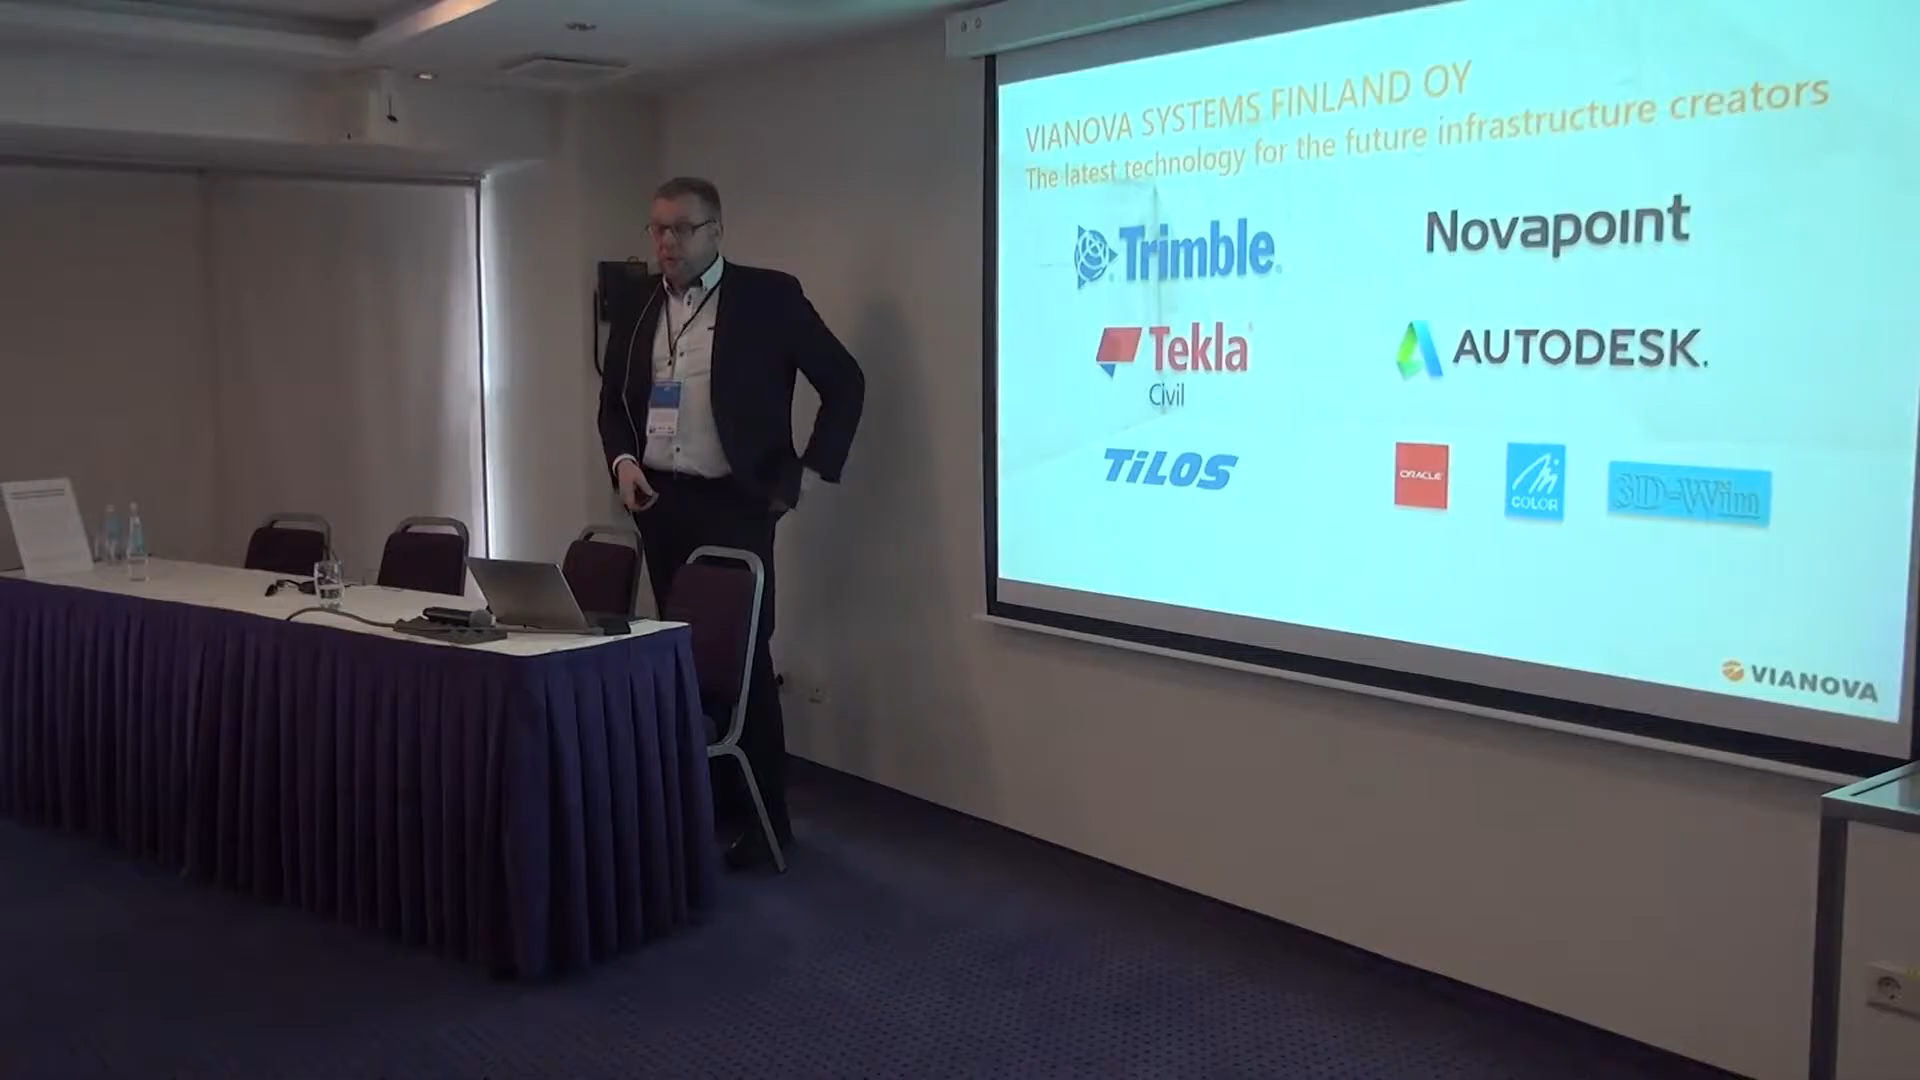 VIANOVA SYSTEMS FINLAND OY
The latest technology for the future infrastructure creators
Trimble
Novapoint
Tekla
Civil
AUTODESK.
TiLOS
ORACLE
COLOR
3D-Win
VIANOVA